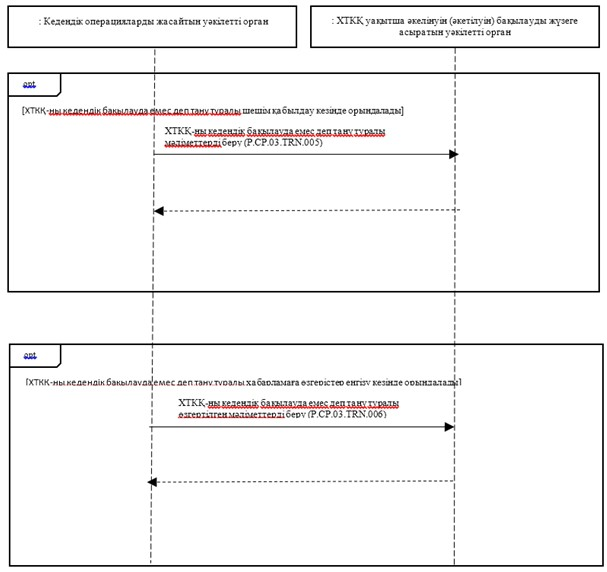 : Кедендік операцияларды жасайтын уәкілетті орган
: ХТКҚ уақытша әкелінуін (әкетілуін) бақылауды жүзеге
асыратын уәкілетті орган
opt
[ХТКҚ-ны кедендік бақылауда емес деп тану туралы шешім қабылдау кезінде орындалады]
ХТКҚ-ны кедендік бақылауда емес деп тану туралы
мәліметтерді беру (P.CP.03.TRN.005)
opt
[ХТКҚ-ны кедендік бақылауда емес деп тану туралы хабарламаға өзгерістер енгізу кезінде орындалады]
ХТКҚ-ны кедендік бақылауда емес деп тану туралы
өзгертілген мәліметтерді беру (P.CP.03.TRN.006)